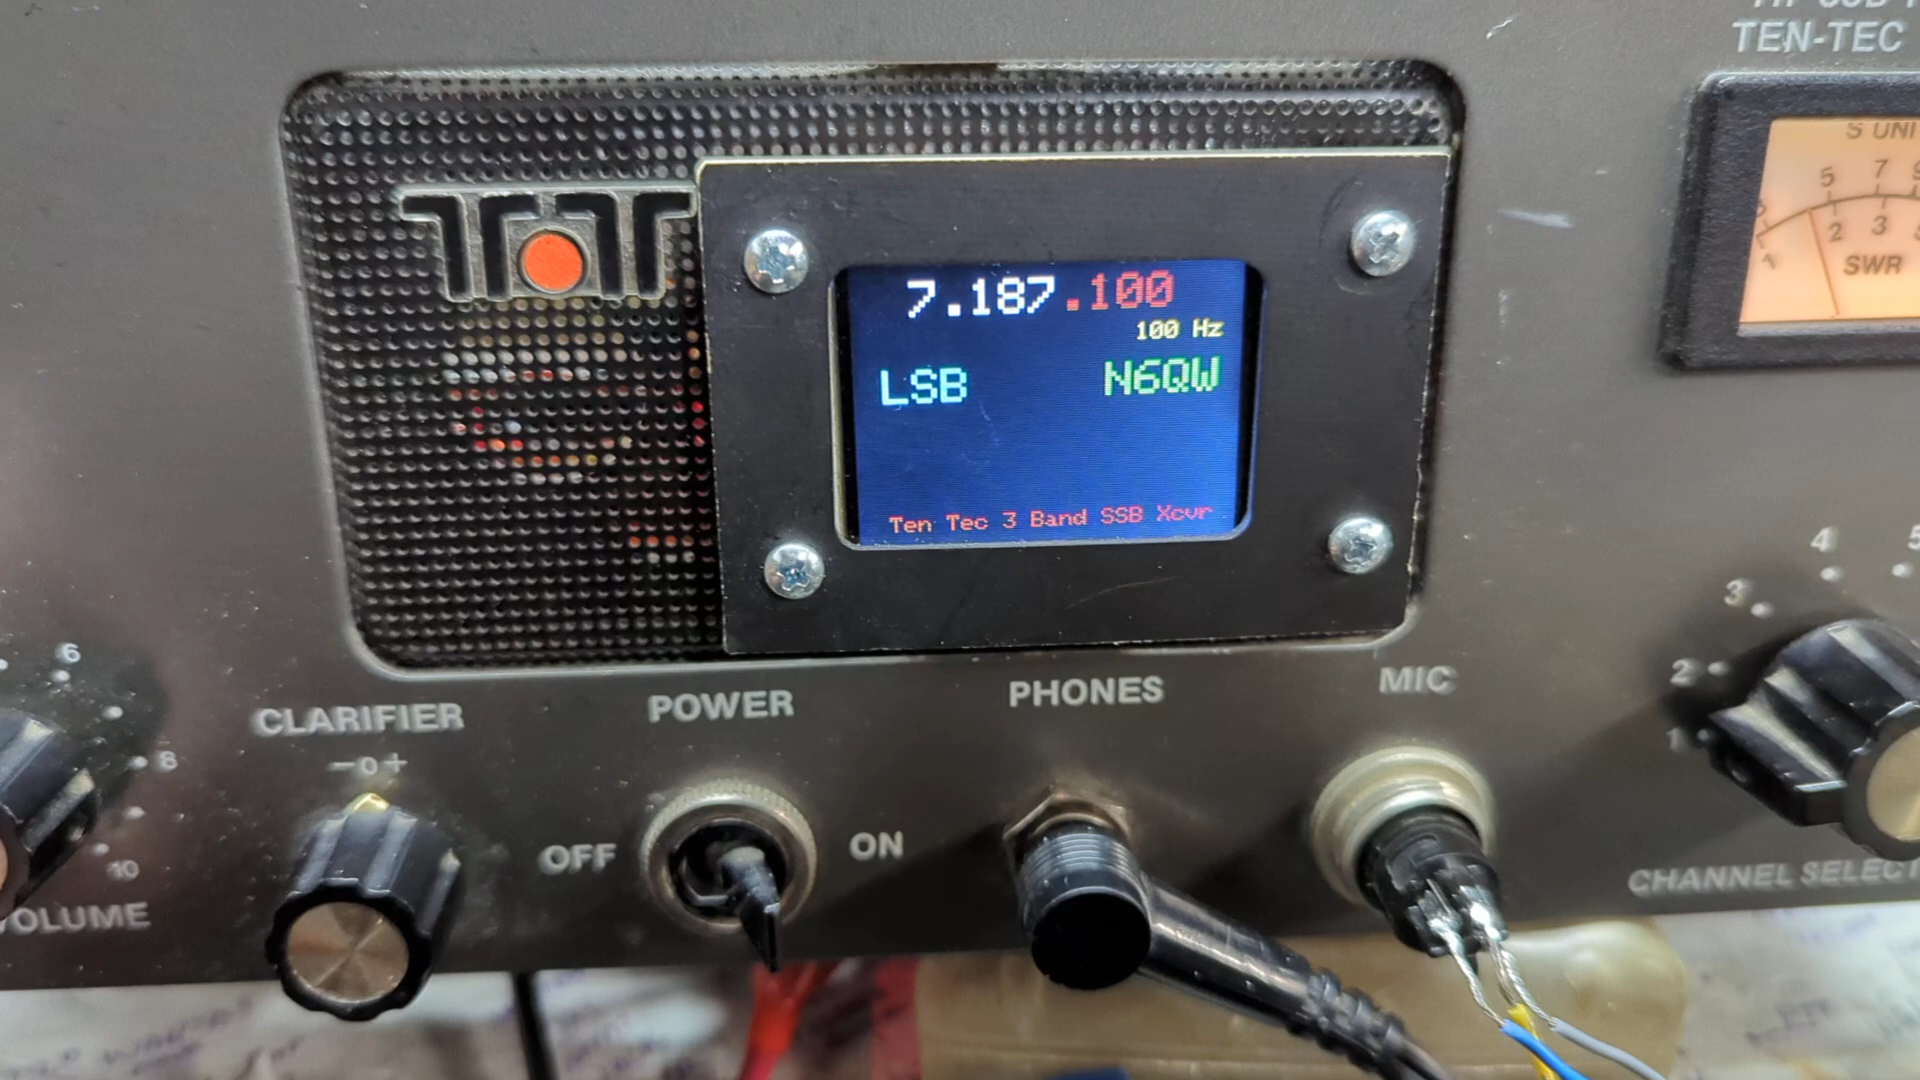 TEN-TEC
S UNI
5 7 9
1 2 3
SWR
7.187.100
100 Hz
LSB N6QW
Ten Tec 3 Band SSB Xcvr
4 5
3
2
1
6
8
10
VOLUME
CLARIFIER
-o+
POWER
OFF ON
PHONES
MIC
CHANNEL SELECT